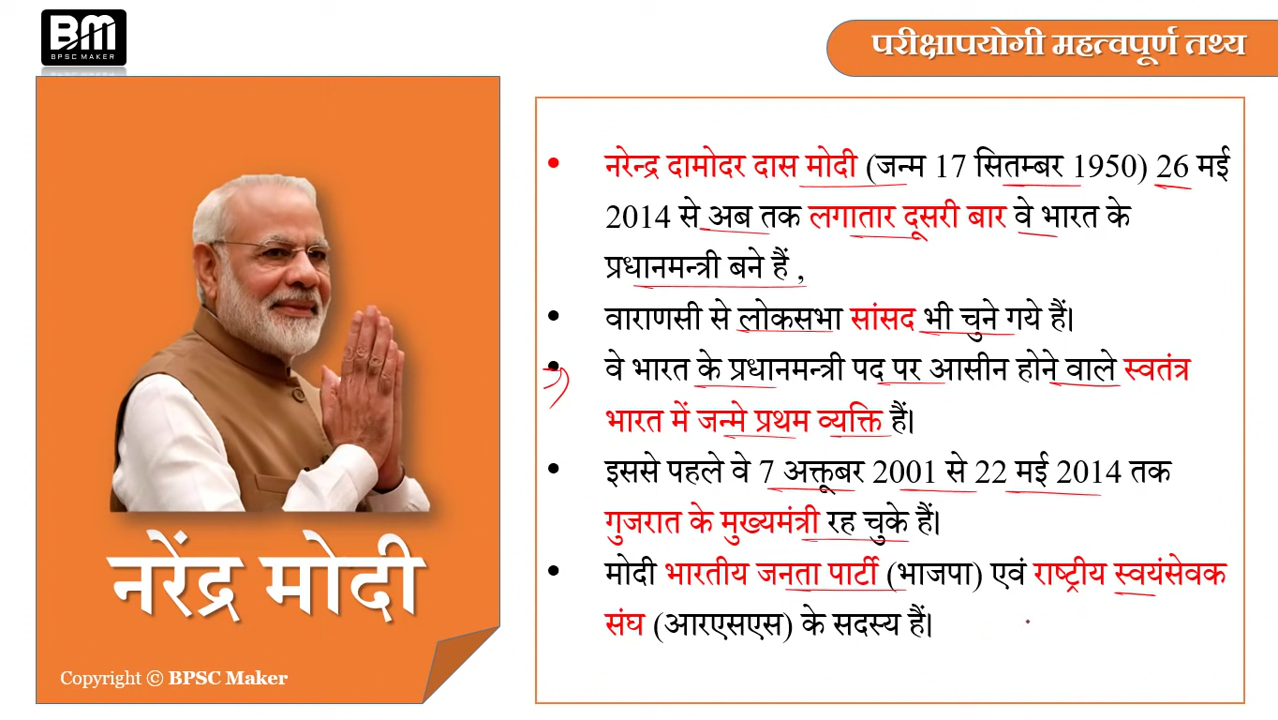 BM
BPSC MAKER
परीक्षापयोगी महत्वपूर्ण तथ्य
• नरेन्द्र दामोदर दास मोदी (जन्म 17 सितम्बर 1950) 26 मई
2014 से अब तक लगातार दूसरी बार वे भारत के
प्रधानमन्त्री बने हैं ,
• वाराणसी से लोकसभा सांसद भी चुने गये हैं।
• वे भारत के प्रधानमन्त्री पद पर आसीन होने वाले स्वतंत्र
भारत में जन्मे प्रथम व्यक्ति हैं।
• इससे पहले वे 7 अक्तूबर 2001 से 22 मई 2014 तक
गुजरात के मुख्यमंत्री रह चुके हैं।
• मोदी भारतीय जनता पार्टी (भाजपा) एवं राष्ट्रीय स्वयंसेवक
संघ (आरएसएस) के सदस्य हैं।
नरेंद्र मोदी
Copyright © BPSC Maker